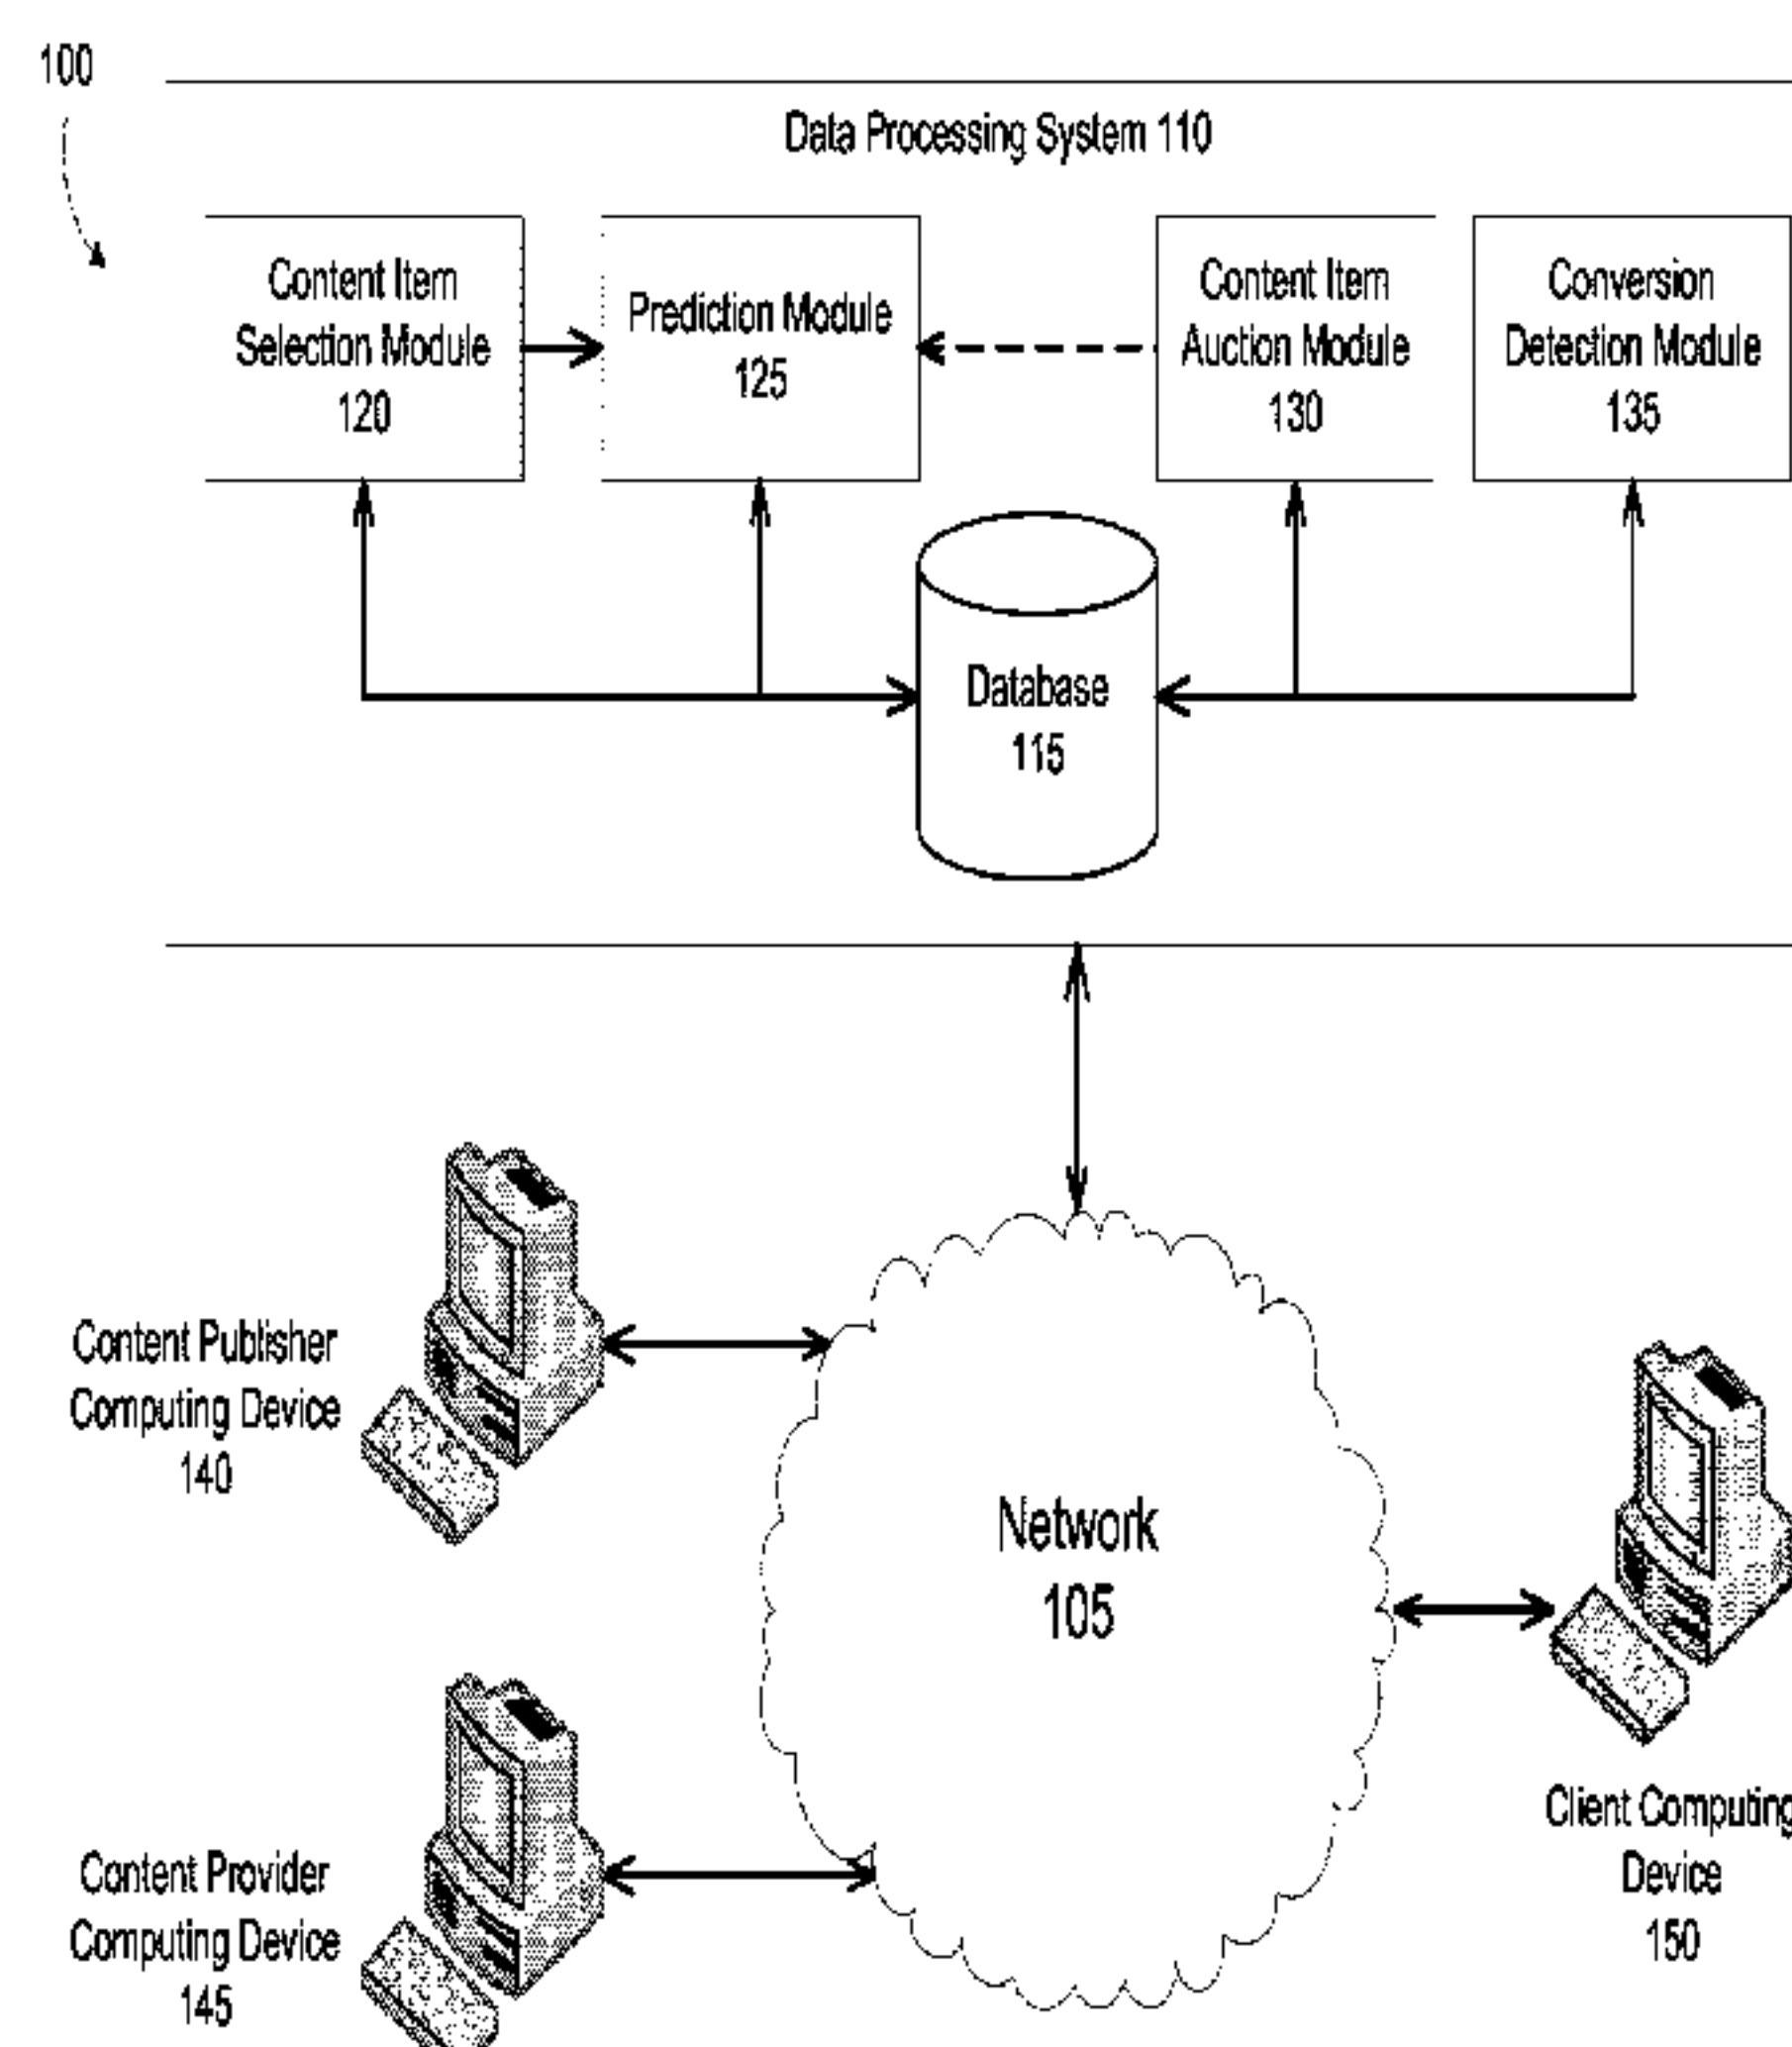 100
Data Processing System 110
Content Item
Selection Module
120
Prediction Module
125
Content Item
Auction Module
130
Conversion
Detection Module
135
Database
115
Content Publisher
Computing Device
140
Network
105
Client Computing
Device
150
Content Provider
Computing Device
145